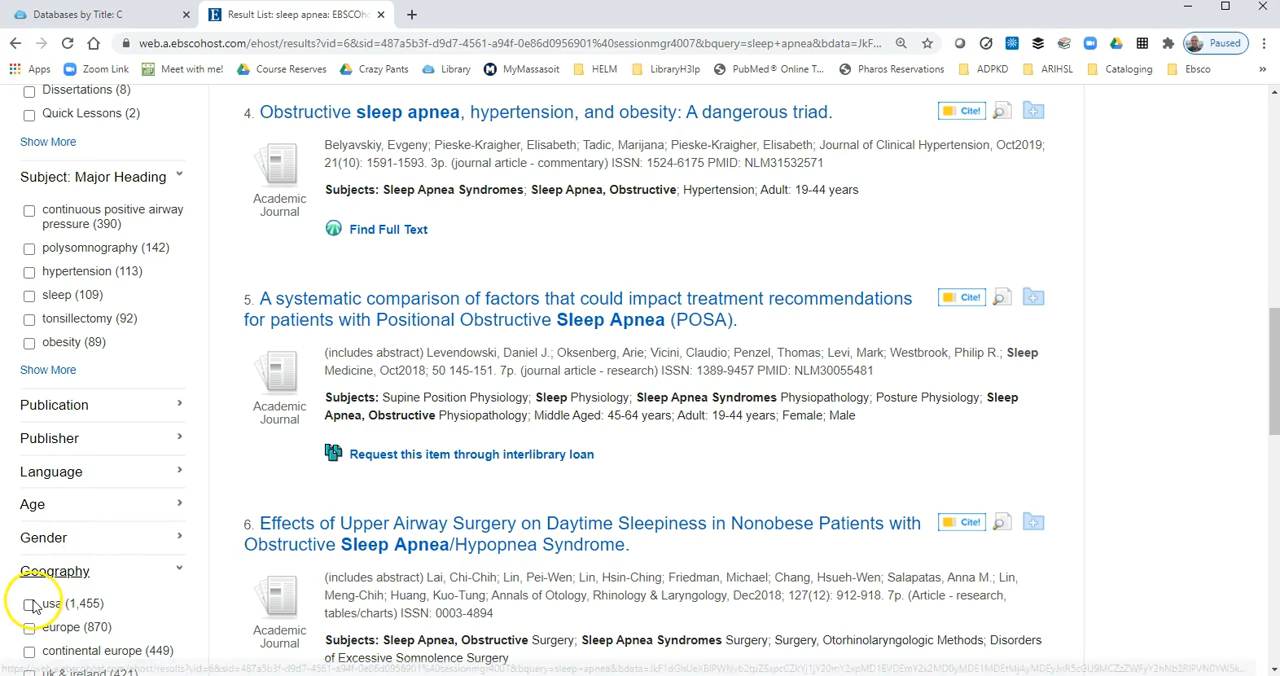 Databases by Title: C
Result List: sleep apnea: EBSCOh
web.a.ebscohost.com/ehost/results?vid=6&sid=487a5b3f-d9d7-4561-a94f-0e86d0956901%40sessionmgr4007&bquery=sleep+apnea&bdata=JkF...
Paused
Apps Zoom Link Meet with me! Course Reserves Crazy Pants Library MyMassasoit HELM LibraryH3lp PubMed® Online T... Pharos Reservations ADPKD ARIHSL Cataloging Ebsco
Dissertations (8)
Quick Lessons (2)
Show More
Subject: Major Heading
continuous positive airway
pressure (390)
polysomnography (142)
hypertension (113)
sleep (109)
tonsillectomy (92)
obesity (89)
Show More
Publication
Publisher
Language
Age
Gender
Geography
usa (1,455)
europe (870)
continental europe (449)
uk & ireland (421)
4. Obstructive sleep apnea, hypertension, and obesity: A dangerous triad.
Cite!
Belyavskiy, Evgeny; Pieske-Kraigher, Elisabeth; Tadic, Marijana; Pieske-Kraigher, Elisabeth; Journal of Clinical Hypertension, Oct2019;
21(10): 1591-1593. 3p. (journal article - commentary) ISSN: 1524-6175 PMID: NLM31532571
Academic
Journal
Subjects: Sleep Apnea Syndromes; Sleep Apnea, Obstructive; Hypertension; Adult: 19-44 years
Find Full Text
5. A systematic comparison of factors that could impact treatment recommendations
for patients with Positional Obstructive Sleep Apnea (POSA).
Cite!
(includes abstract) Levendowski, Daniel J.; Oksenberg, Arie; Vicini, Claudio; Penzel, Thomas; Levi, Mark; Westbrook, Philip R.; Sleep
Medicine, Oct2018; 50 145-151. 7p. (journal article - research) ISSN: 1389-9457 PMID: NLM30055481
Academic
Journal
Subjects: Supine Position Physiology; Sleep Physiology; Sleep Apnea Syndromes Physiopathology; Posture Physiology; Sleep
Apnea, Obstructive Physiopathology; Middle Aged: 45-64 years; Adult: 19-44 years; Female; Male
Request this item through interlibrary loan
6. Effects of Upper Airway Surgery on Daytime Sleepiness in Nonobese Patients with
Obstructive Sleep Apnea/Hypopnea Syndrome.
Cite!
(includes abstract) Lai, Chi-Chih; Lin, Pei-Wen; Lin, Hsin-Ching; Friedman, Michael; Chang, Hsueh-Wen; Salapatas, Anna M.; Lin,
Meng-Chih; Huang, Kuo-Tung; Annals of Otology, Rhinology & Laryngology, Dec2018; 127(12): 912-918. 7p. (Article - research,
tables/charts) ISSN: 0003-4894
Academic
Journal
Subjects: Sleep Apnea, Obstructive Surgery; Sleep Apnea Syndromes Surgery; Surgery, Otorhinolaryngologic Methods; Disorders
of Excessive Somnolence Surgery